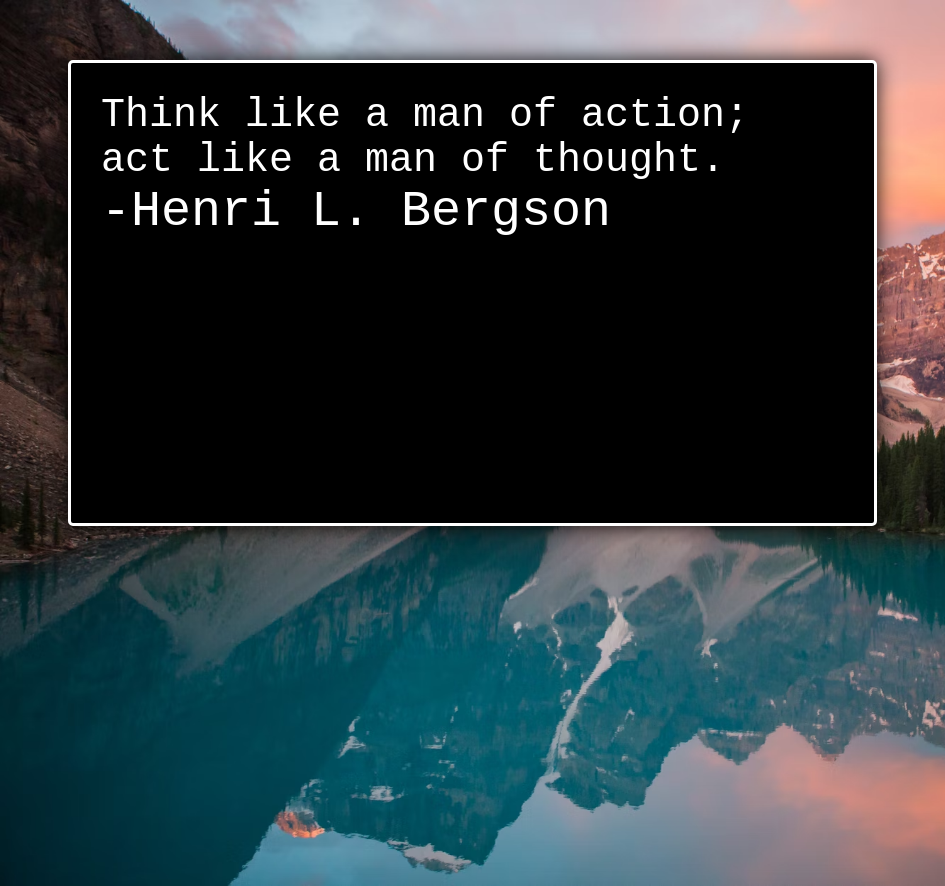 Think like a man of action;
act like a man of thought.
-Henri L. Bergson